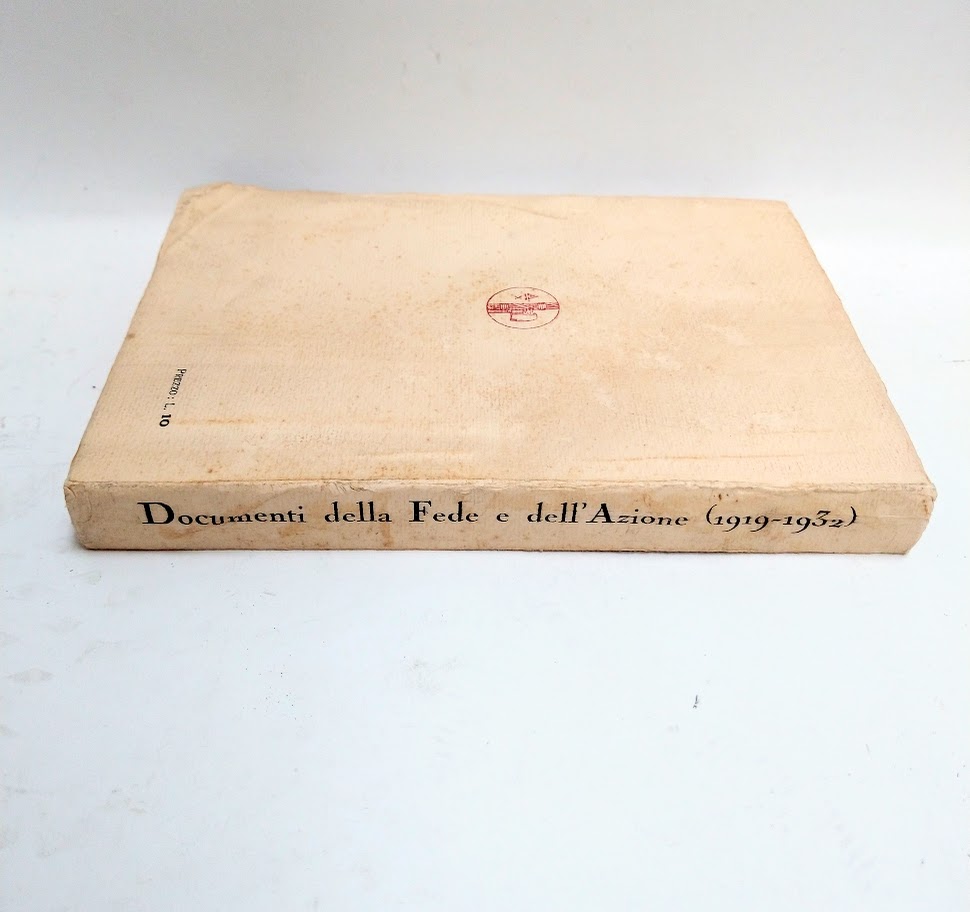 Prezzo: L. 10
Documenti della Fede e dell'Azione (1919-1932)